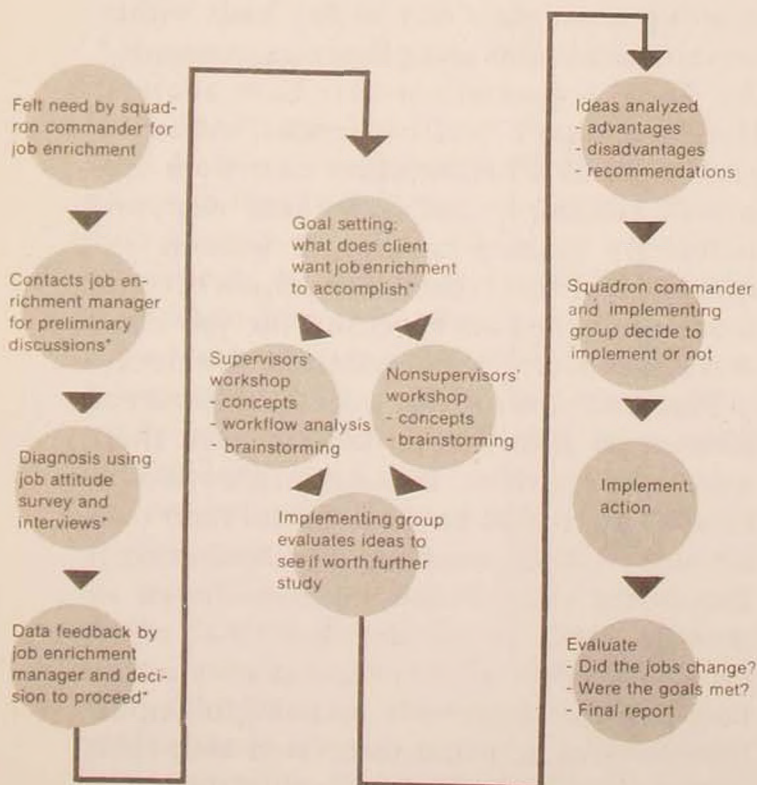 Felt need by squad-
ron commander for
job enrichment
Contacts job en-
richment manager
for preliminary
discussions*
Diagnosis using
job attitude
survey and
interviews*
Data feedback by
job enrichment
manager and deci-
sion to proceed*
Goal setting:
what does client
want job enrichment
to accomplish*
Supervisors'
workshop
- concepts
- workflow analysis
- brainstorming
Nonsupervisors'
workshop
- concepts
- brainstorming
Implementing group
evaluates ideas to
see if worth further
study
Ideas analyzed
- advantages
- disadvantages
- recommendations
Squadron commander
and implementing
group decide to
implement or not
Implement
action
Evaluate
- Did the jobs change?
- Were the goals met?
- Final report